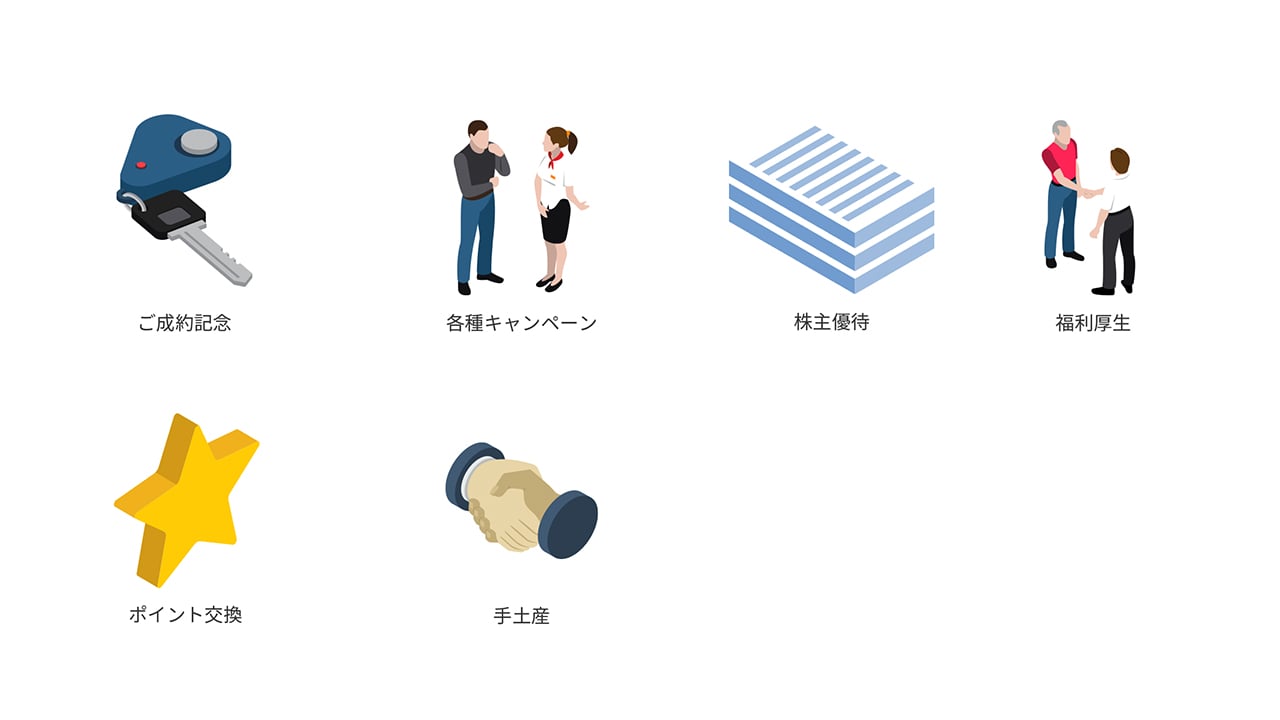 ご成約記念
各種キャンペーン
株主優待
福利厚生
ポイント交換
手土産